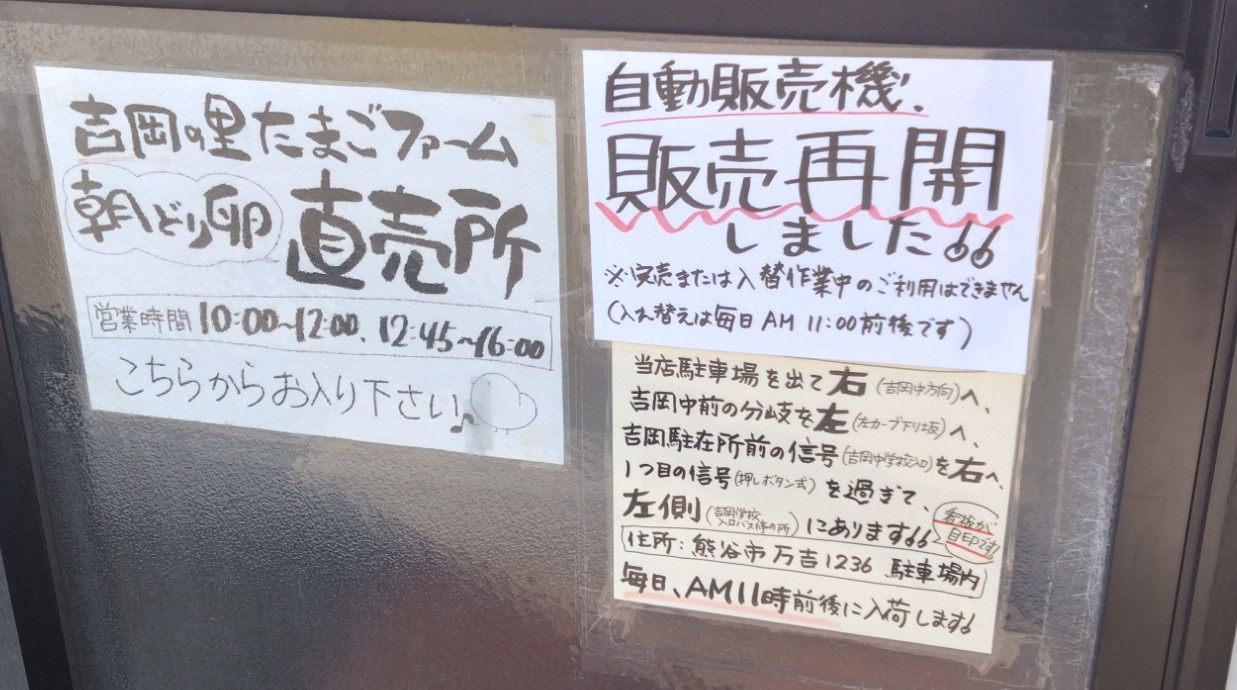 吉岡の里たまごファーム
朝どり卵 直売所
営業時間 10:00~12:00、12:45~16:00
こちらからお入り下さい♪
自動販売機、
販売再開
しました!!
※完売または入替作業中のご利用はできません
(入れ替えは毎日AM 11:00前後です)
当店駐車場を出て右(吉岡中方向)へ、
吉岡中前の分岐を左(左カーブ下り坂)へ、
吉岡駐在所前の信号(吉岡中学校入口)を右へ、
1つ目の信号(押しボタン式)を過ぎて、
左側(吉岡学校入口バス停の所)にあります!!
看板が
目印です!
住所:熊谷市万吉1236 駐車場内
毎日、AM11時前後に入荷します!